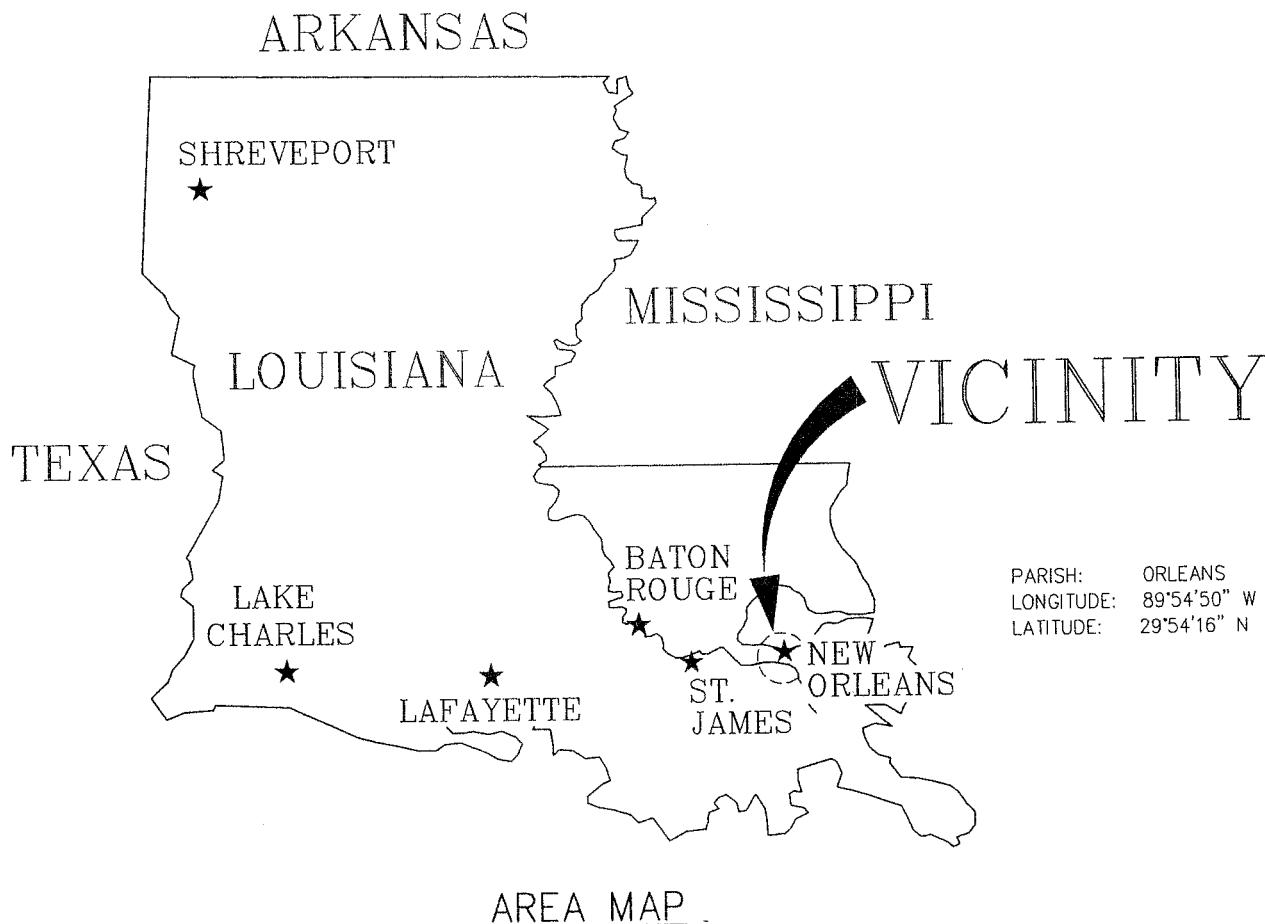 ARKANSAS
SHREVEPORT
MISSISSIPPI
LOUISIANA
VICINITY
TEXAS
BATON
ROUGE
PARISH: ORLEANS
LONGITUDE: 89°54'50" W
LATITUDE: 29°54'16" N
LAKE
CHARLES
NEW
ORLEANS
LAFAYETTE
ST.
JAMES
AREA MAP